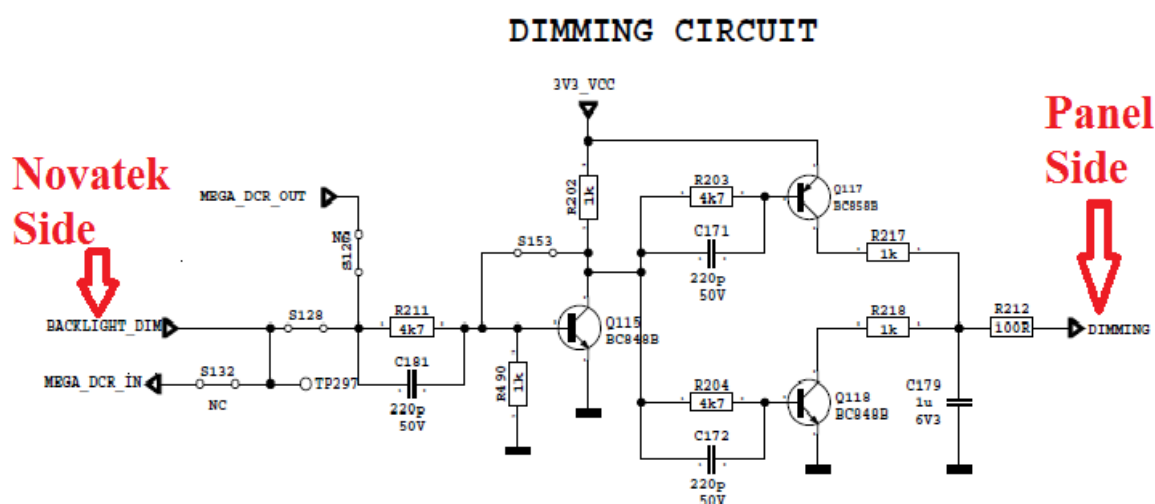 DIMMING CIRCUIT
3V3_VCC
Novatek
Side
Panel
Side
MEGA_DCR_OUT
NC
R202
1k
R203
4k7
Q117
BC858B
S153
C171
220p
50V
R217
1k
BACKLIGHT_DIM
S128
R211
4k7
Q115
BC848B
R218
1k
R212
100R
DIMMING
MEGA_DCR_İN
S132
NC
TP297
C181
220p
50V
R490
1k
R204
4k7
Q118
BC848B
C179
1u
6V3
C172
220p
50V